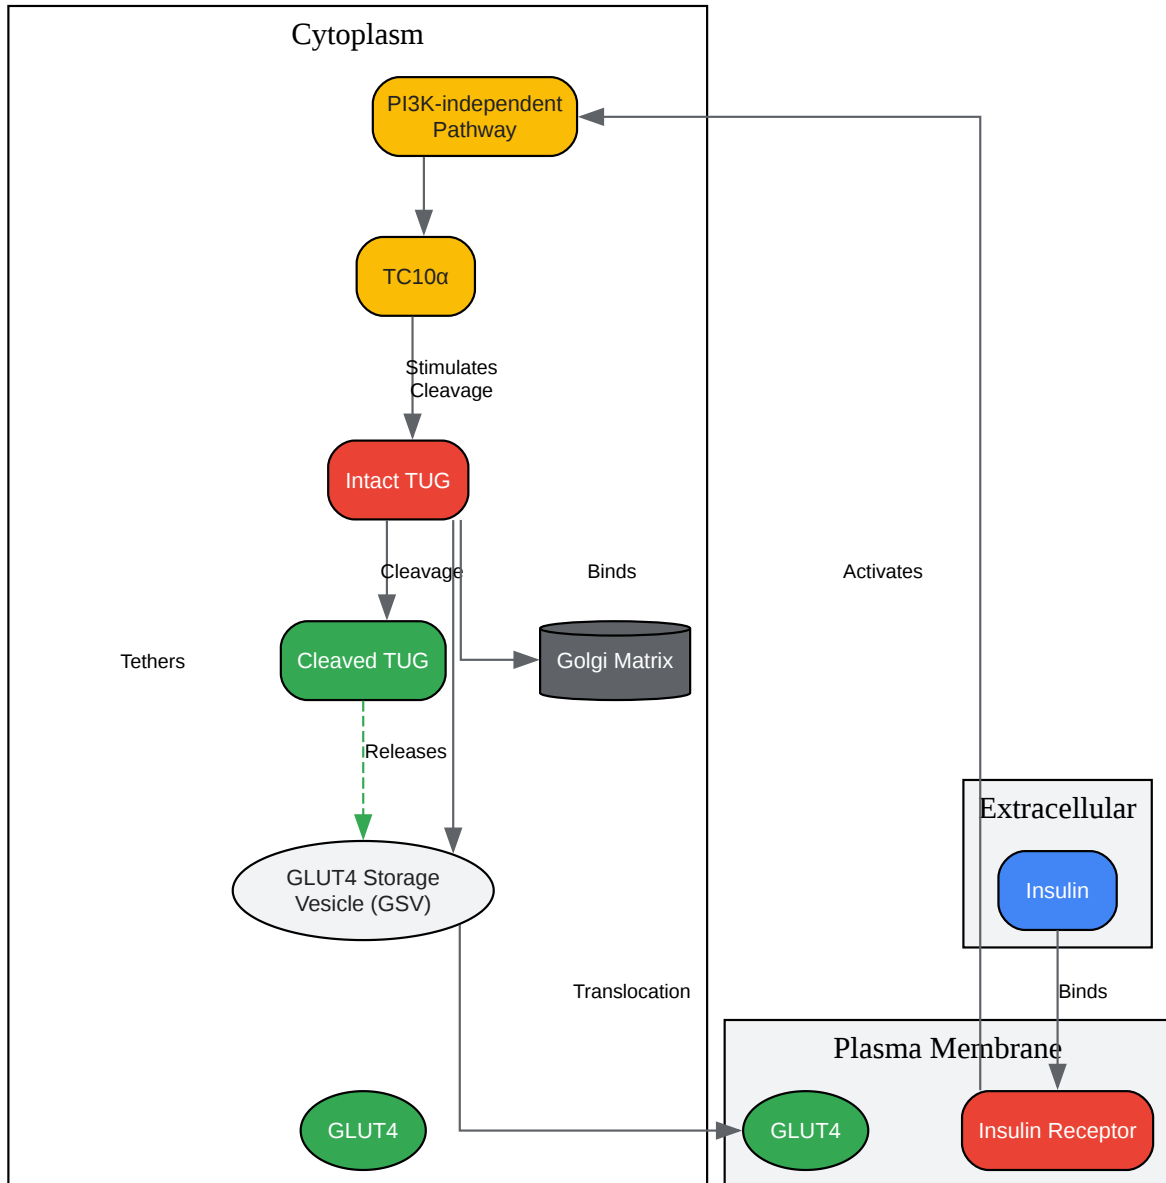 Cytoplasm
PI3K-independent
Pathway
TC10α
Stimulates
Cleavage
Intact TUG
Cleavage
Binds
Activates
Tethers
Cleaved TUG
Golgi Matrix
Releases
Extracellular
GLUT4 Storage
Vesicle (GSV)
Insulin
Translocation
Binds
Plasma Membrane
GLUT4
GLUT4
Insulin Receptor